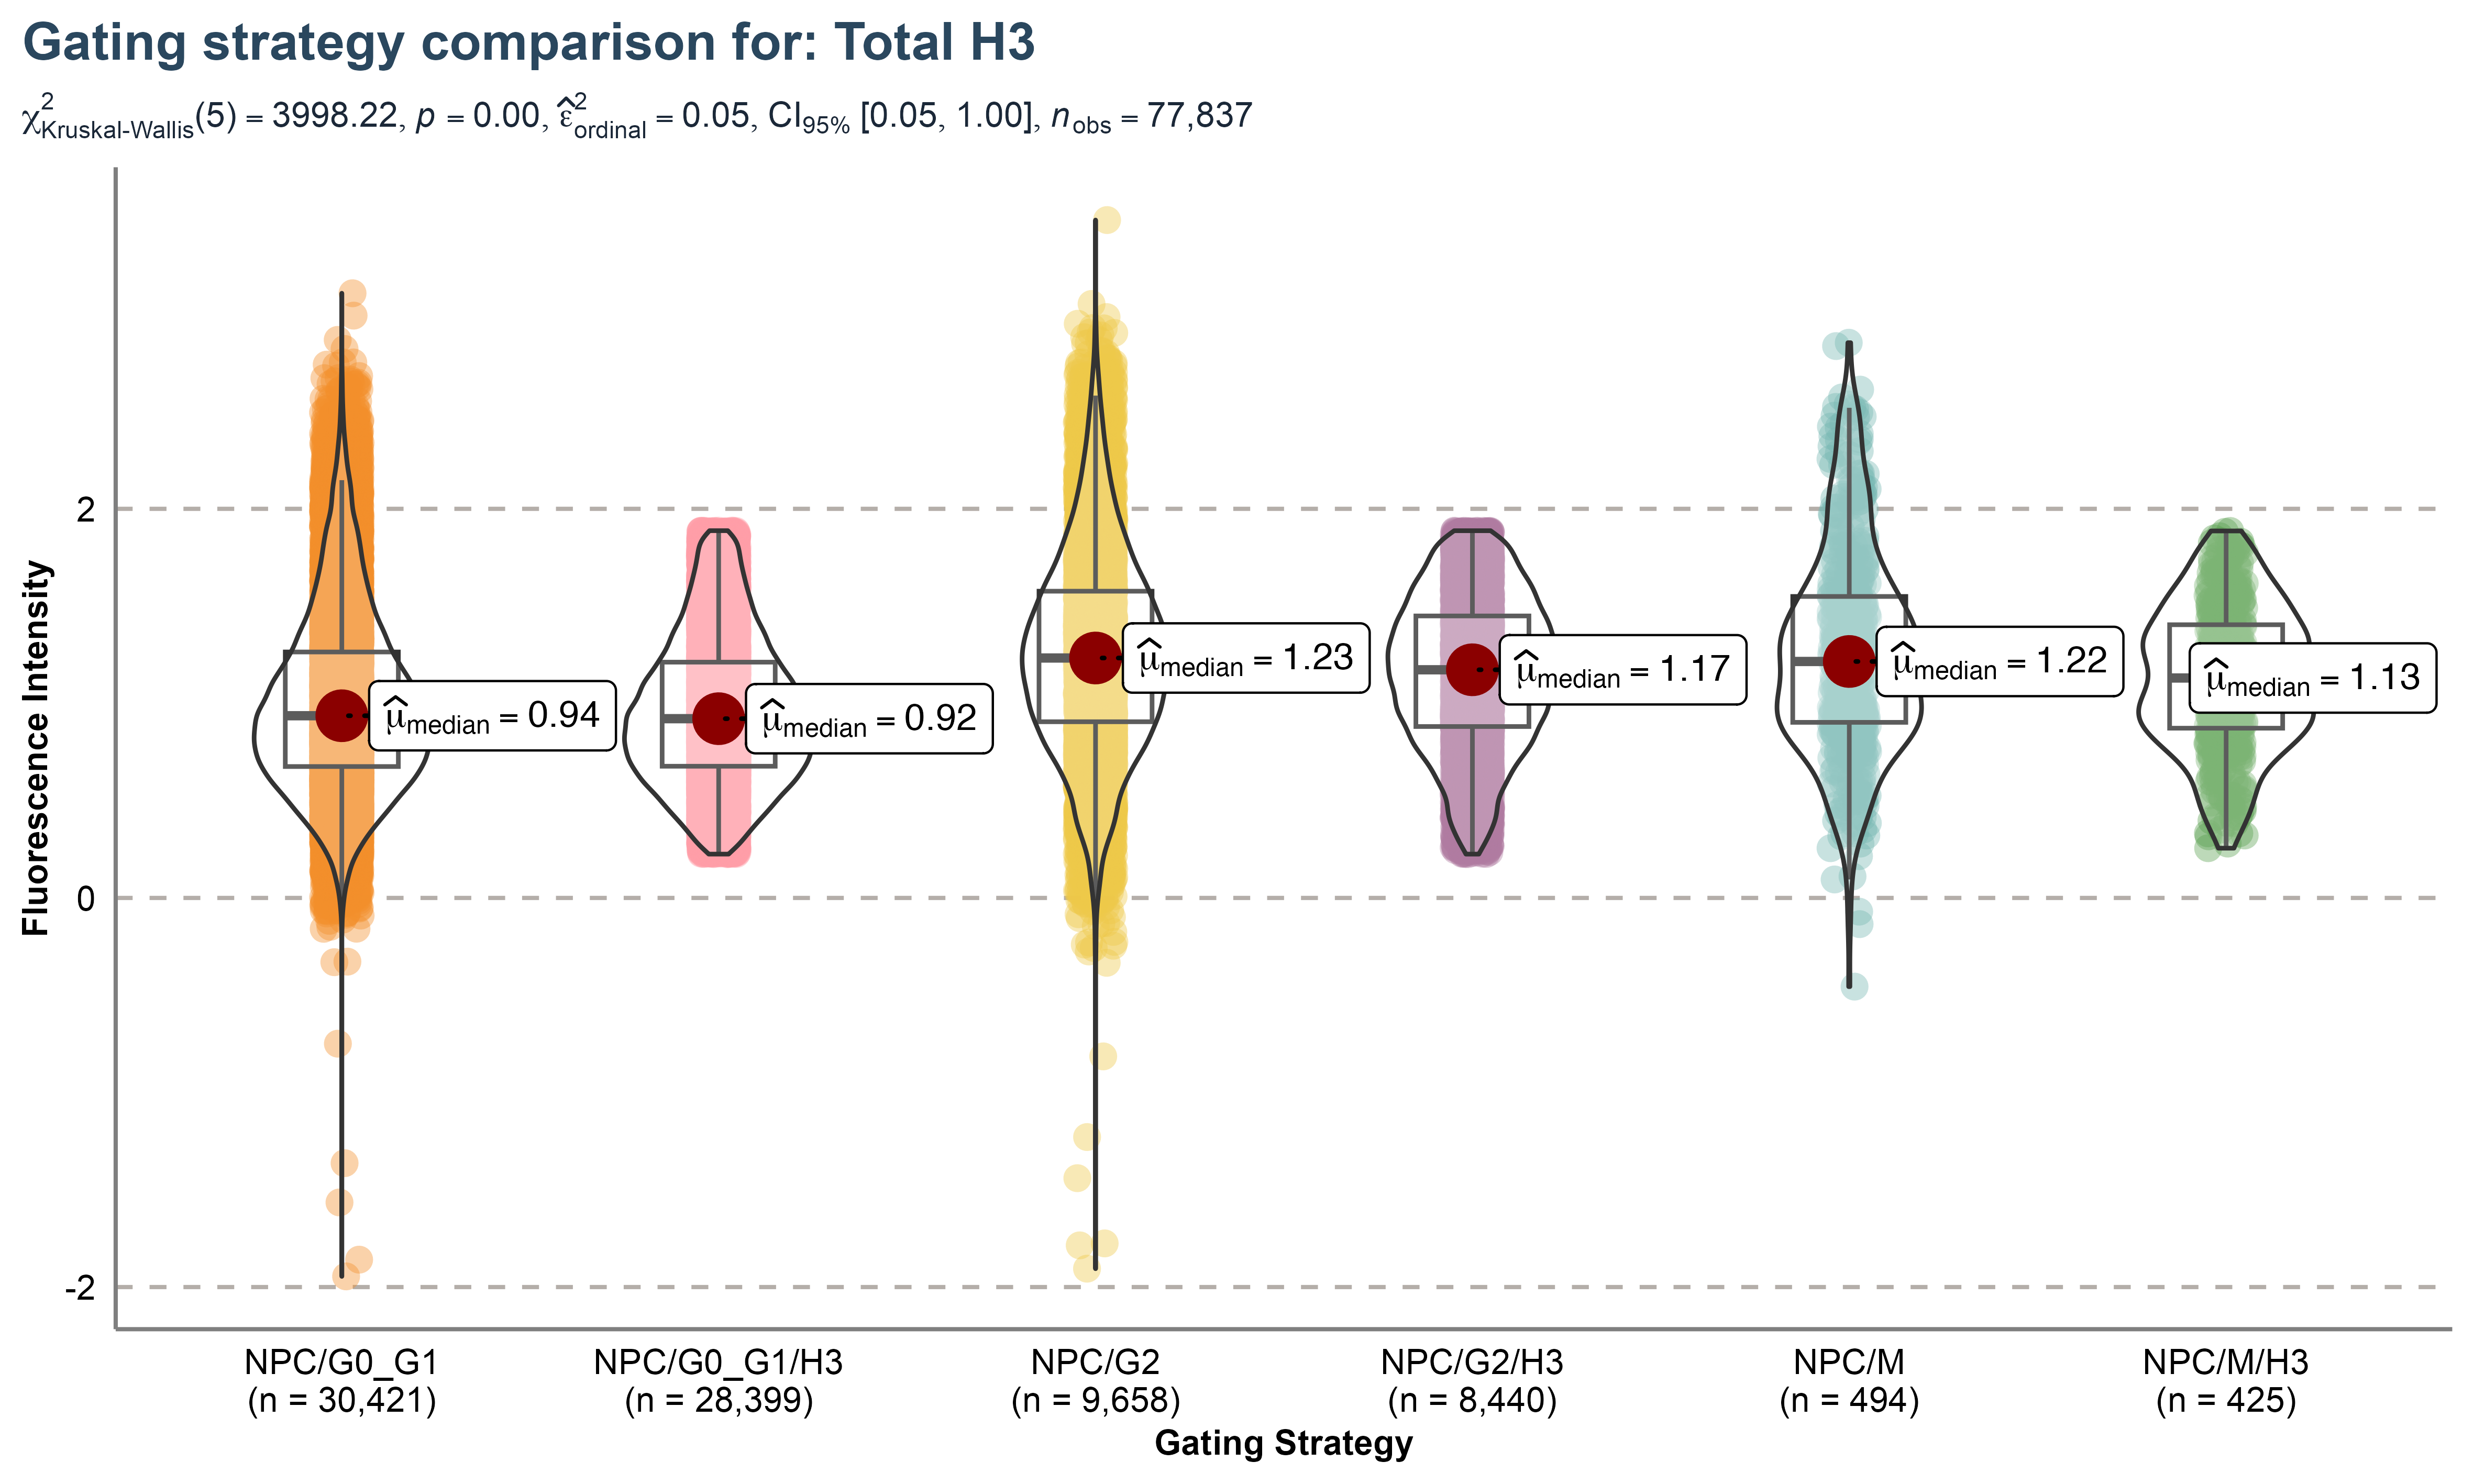 Gating strategy comparison for: Total H3
χ²Kruskal-Wallis(5) = 3998.22, p = 0.00, ε̂²ordinal = 0.05, CI95% [0.05, 1.00], nobs = 77,837
Fluorescence Intensity
2
0
-2
μ̂median = 0.94
μ̂median = 0.92
μ̂median = 1.23
μ̂median = 1.17
μ̂median = 1.22
μ̂median = 1.13
NPC/G0_G1
(n = 30,421)
NPC/G0_G1/H3
(n = 28,399)
NPC/G2
(n = 9,658)
NPC/G2/H3
(n = 8,440)
NPC/M
(n = 494)
NPC/M/H3
(n = 425)
Gating Strategy